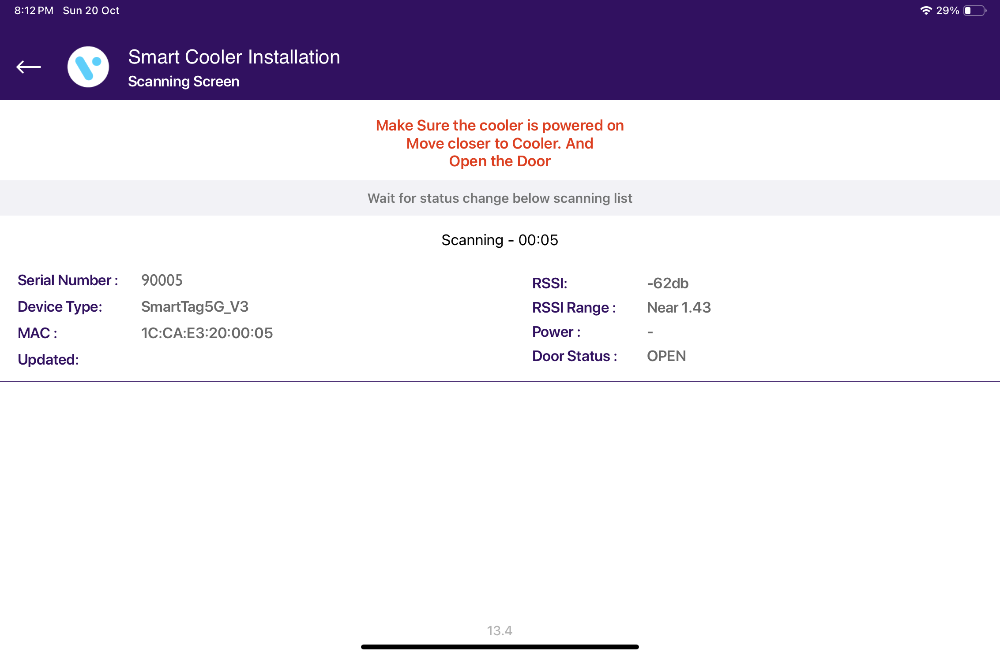 8:12 PM Sun 20 Oct 29%
Smart Cooler Installation
Scanning Screen
Make Sure the cooler is powered on
Move closer to Cooler. And
Open the Door
Wait for status change below scanning list
Scanning - 00:05
Serial Number : 90005
Device Type: SmartTag5G_V3
MAC : 1C:CA:E3:20:00:05
Updated:
RSSI: -62db
RSSI Range : Near 1.43
Power : -
Door Status : OPEN
13.4